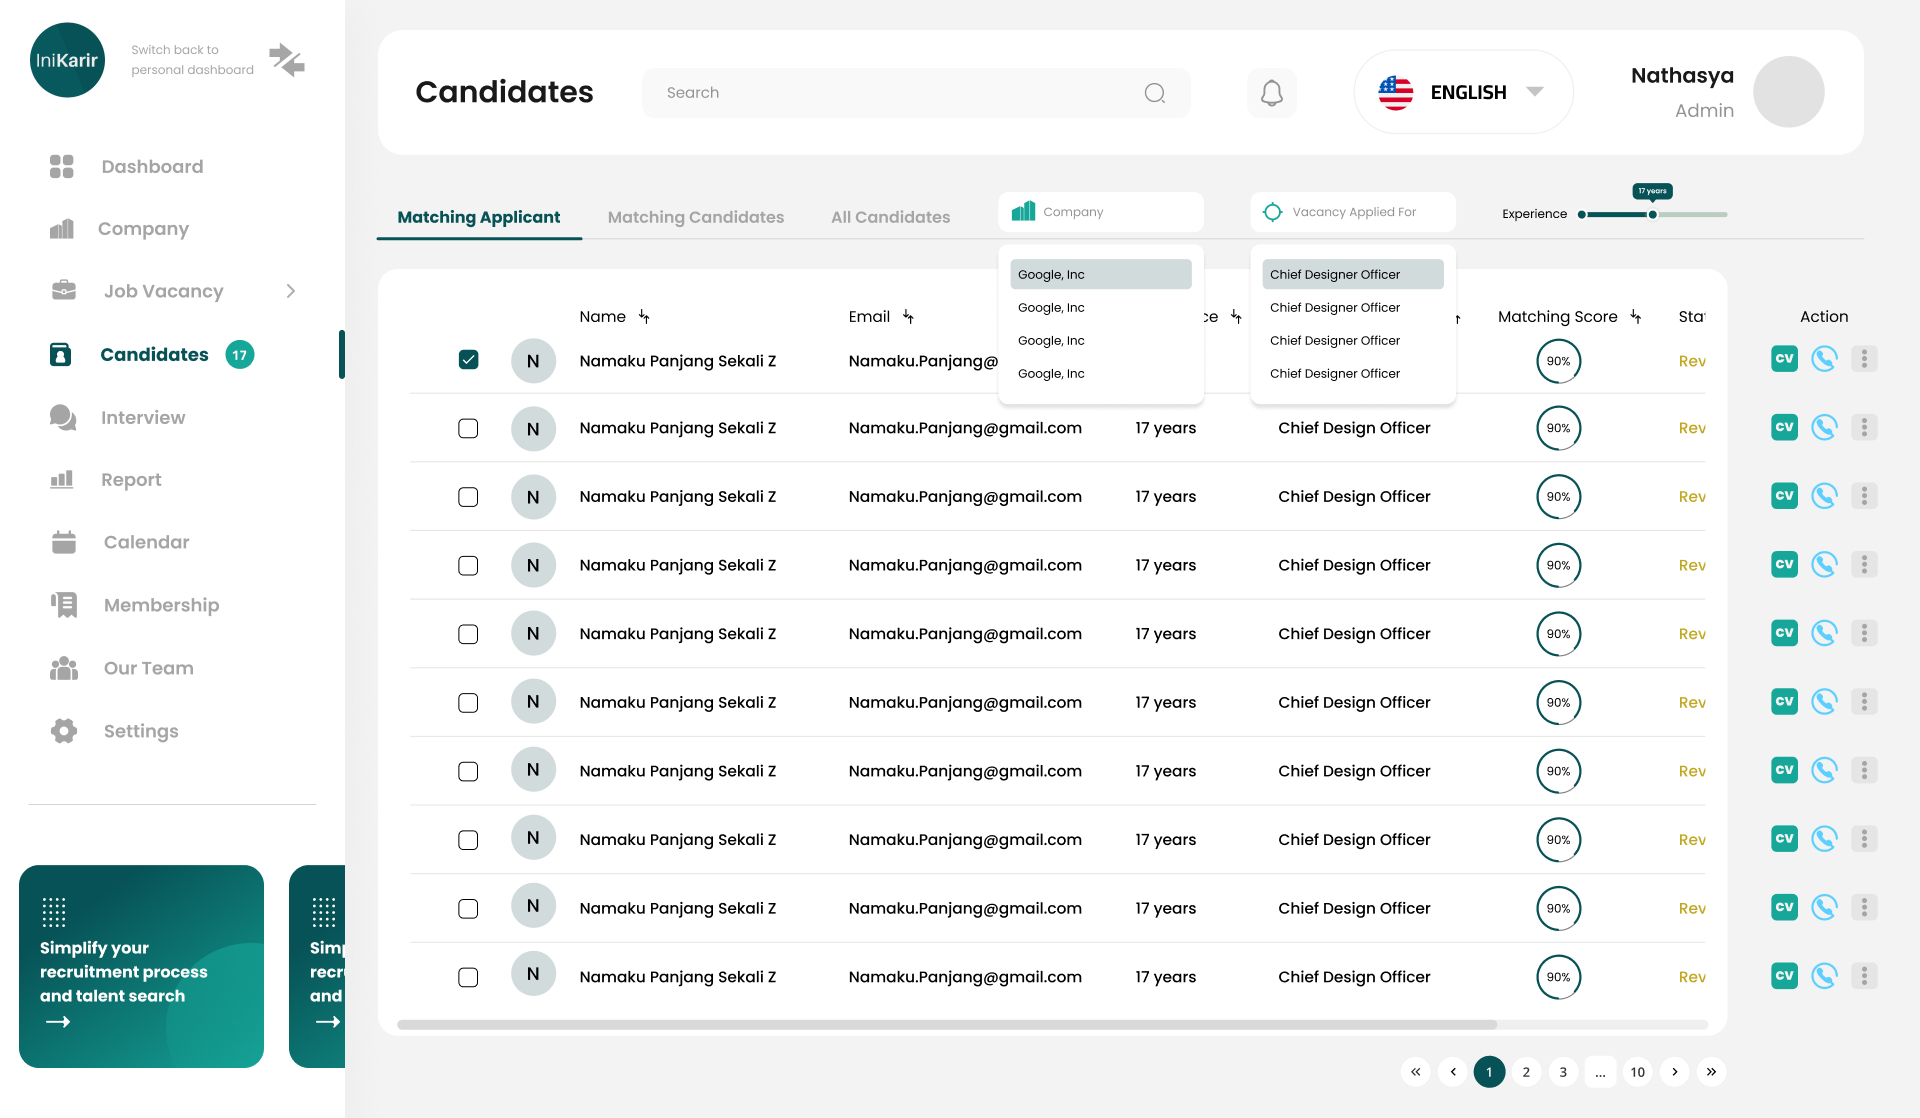 IniKarir
Switch back to
personal dashboard
Dashboard
Company
Job Vacancy
Candidates 17
Interview
Report
Calendar
Membership
Our Team
Settings
Simplify your
recruitment process
and talent search
Simp
recru
and
Candidates
Search
ENGLISH
Nathasya
Admin
Matching Applicant Matching Candidates All Candidates
Company
Google, Inc
Google, Inc
Google, Inc
Google, Inc
Vacancy Applied For
Chief Designer Officer
Chief Designer Officer
Chief Designer Officer
Chief Designer Officer
Experience
17 years
Name Email ce Matching Score Stat Action
N Namaku Panjang Sekali Z Namaku.Panjang@ 90% Rev CV
N Namaku Panjang Sekali Z Namaku.Panjang@gmail.com 17 years Chief Design Officer 90% Rev CV
N Namaku Panjang Sekali Z Namaku.Panjang@gmail.com 17 years Chief Design Officer 90% Rev CV
N Namaku Panjang Sekali Z Namaku.Panjang@gmail.com 17 years Chief Design Officer 90% Rev CV
N Namaku Panjang Sekali Z Namaku.Panjang@gmail.com 17 years Chief Design Officer 90% Rev CV
N Namaku Panjang Sekali Z Namaku.Panjang@gmail.com 17 years Chief Design Officer 90% Rev CV
N Namaku Panjang Sekali Z Namaku.Panjang@gmail.com 17 years Chief Design Officer 90% Rev CV
N Namaku Panjang Sekali Z Namaku.Panjang@gmail.com 17 years Chief Design Officer 90% Rev CV
N Namaku Panjang Sekali Z Namaku.Panjang@gmail.com 17 years Chief Design Officer 90% Rev CV
N Namaku Panjang Sekali Z Namaku.Panjang@gmail.com 17 years Chief Design Officer 90% Rev CV
« ‹ 1 2 3 ... 10 › »